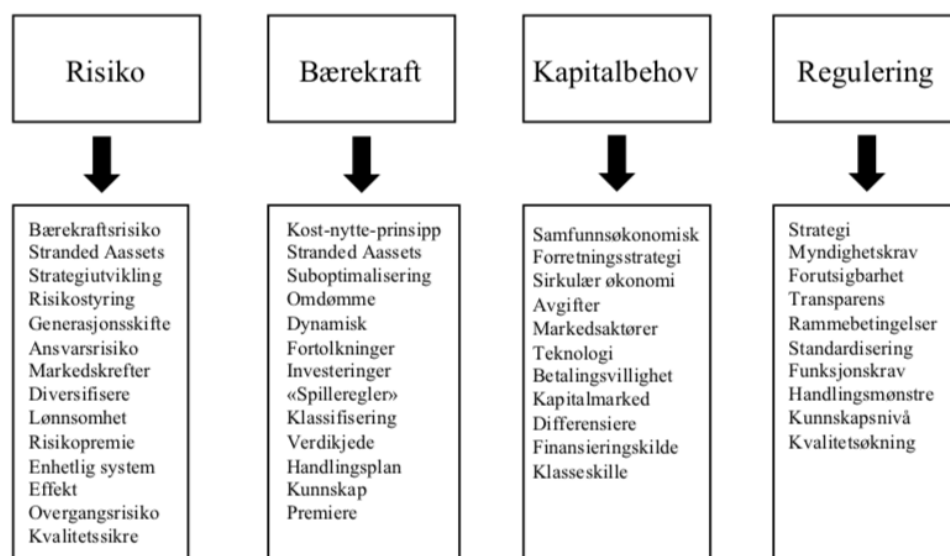 Risiko
Bærekraft
Kapitalbehov
Regulering
Bærekraftsrisiko
Stranded Aassets
Strategiutvikling
Risikostyring
Generasjonsskifte
Ansvarsrisiko
Markedskrefter
Diversifisere
Lønnsomhet
Risikopremie
Enhetlig system
Effekt
Overgangsrisiko
Kvalitetssikre
Kost-nytte-prinsipp
Stranded Aassets
Suboptimalisering
Omdømme
Dynamisk
Fortolkninger
Investeringer
«Spilleregler»
Klassifisering
Verdikjede
Handlingsplan
Kunnskap
Premiere
Samfunnsøkonomisk
Forretningsstrategi
Sirkulær økonomi
Avgifter
Markedsaktører
Teknologi
Betalingsvillighet
Kapitalmarked
Differensiere
Finansieringskilde
Klasseskille
Strategi
Myndighetskrav
Forutsigbarhet
Transparens
Rammebetingelser
Standardisering
Funksjonskrav
Handlingsmønstre
Kunnskapsnivå
Kvalitetsøkning